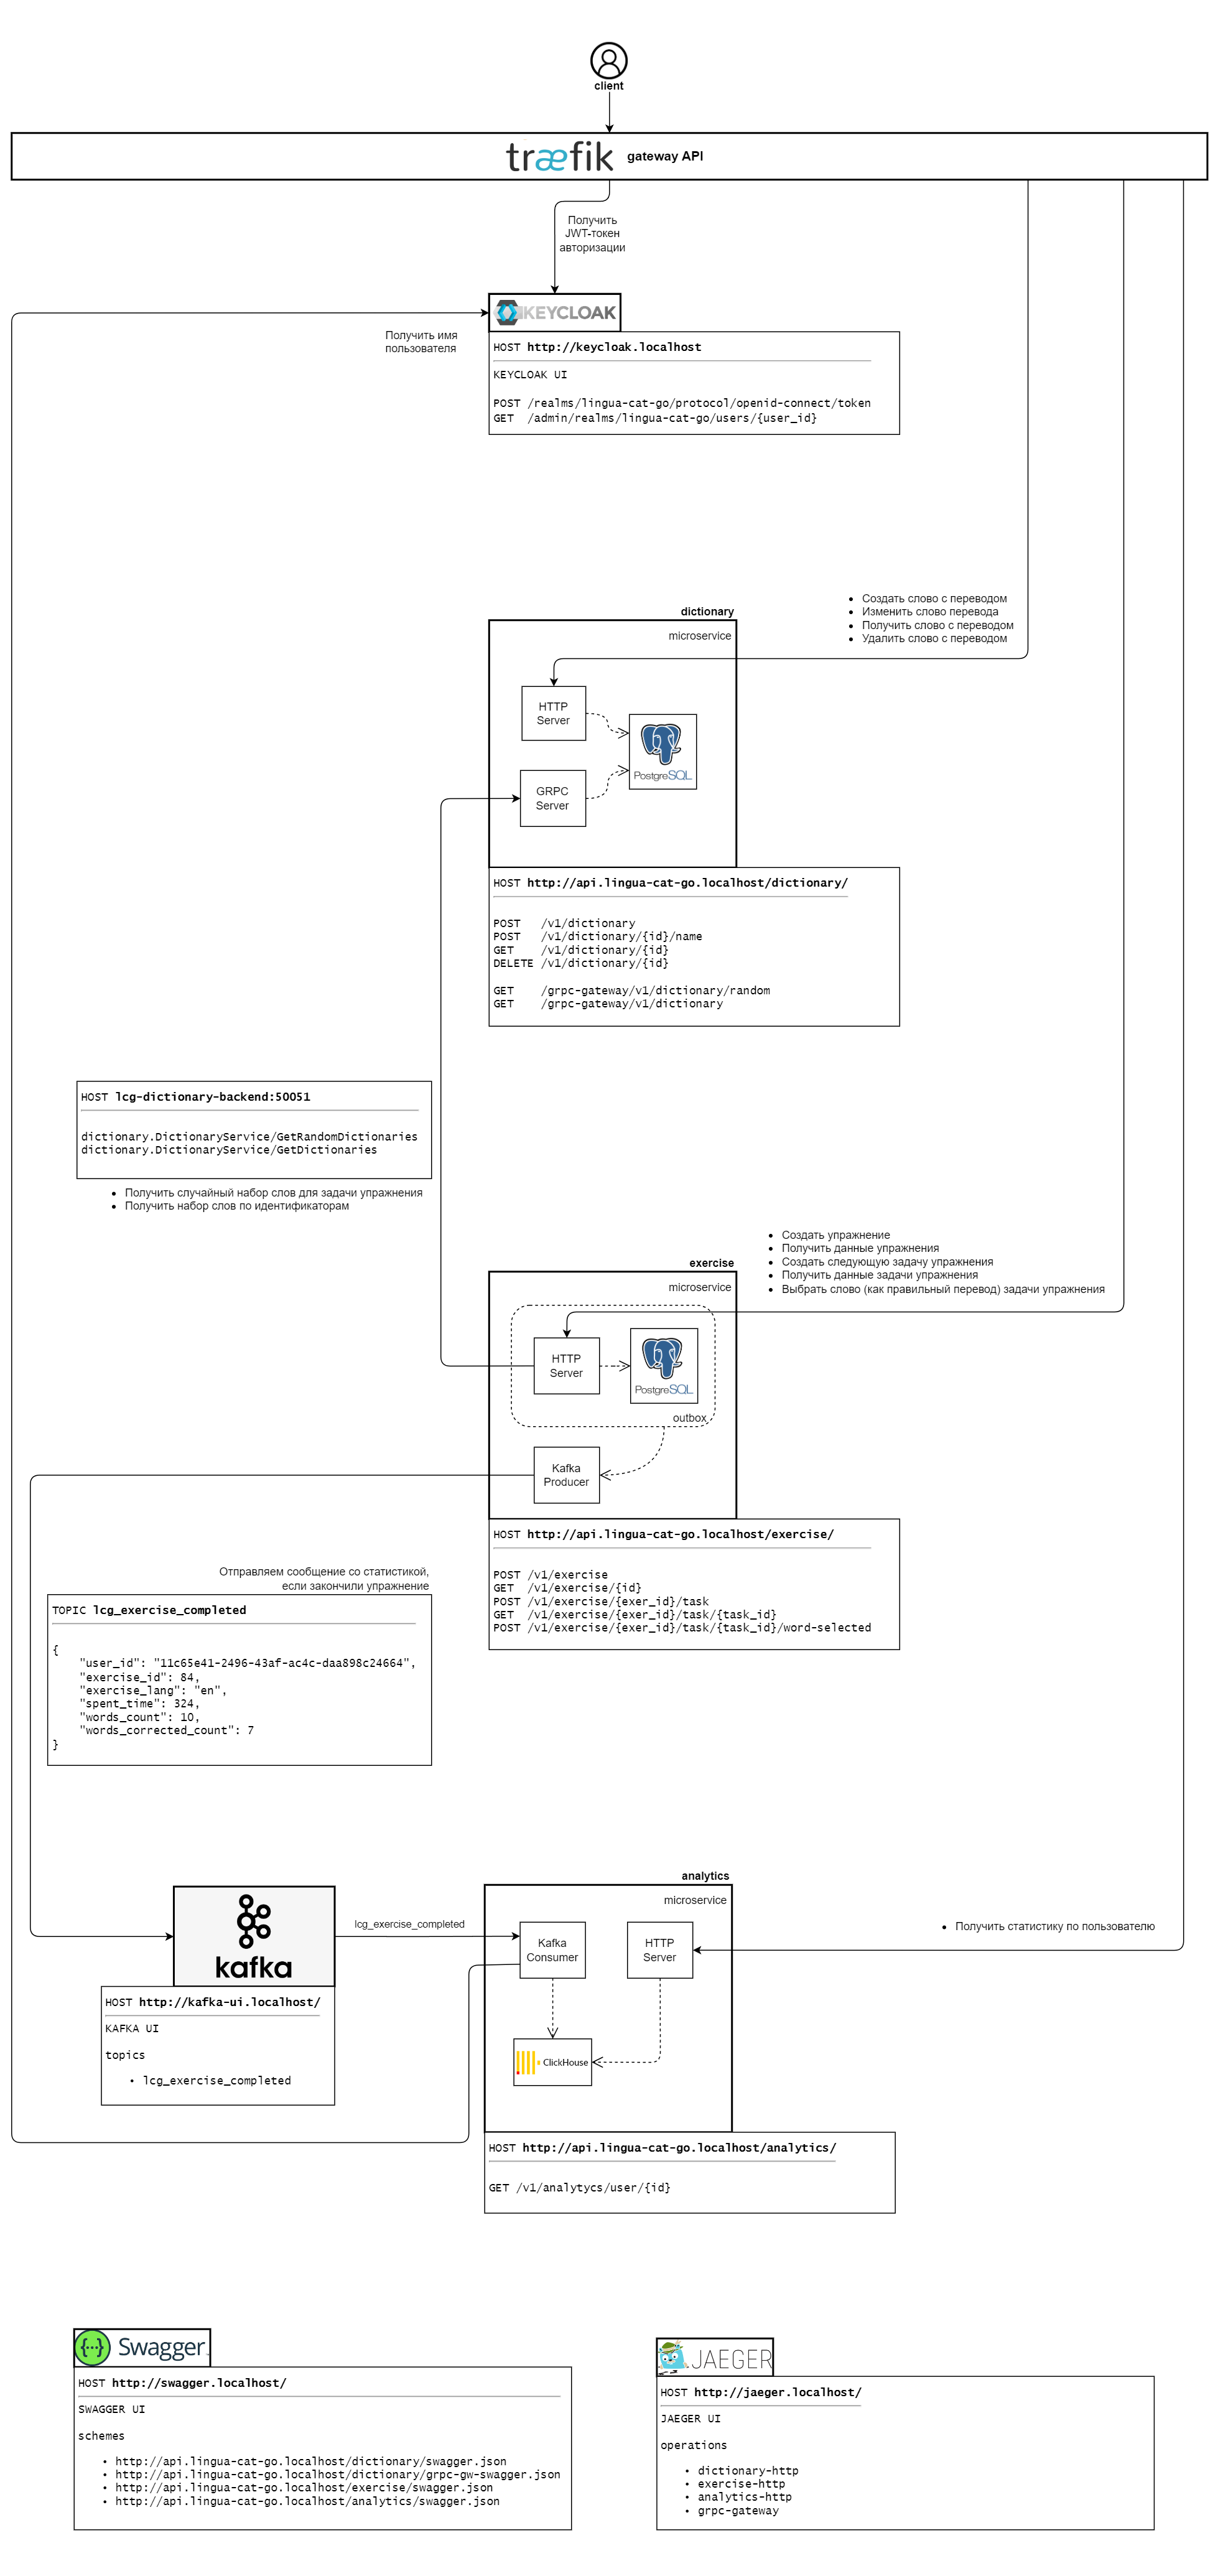 client
træfik gateway API
Получить
JWT-токен
авторизации
KEYCLOAK
Получить имя
пользователя
HOST http://keycloak.localhost
KEYCLOAK UI
POST /realms/lingua-cat-go/protocol/openid-connect/token
GET /admin/realms/lingua-cat-go/users/{user_id}
• Создать слово с переводом
• Изменить слово перевода
• Получить слово с переводом
• Удалить слово с переводом
dictionary
microservice
HTTP
Server
PostgreSQL
GRPC
Server
HOST http://api.lingua-cat-go.localhost/dictionary/
POST /v1/dictionary
POST /v1/dictionary/{id}/name
GET /v1/dictionary/{id}
DELETE /v1/dictionary/{id}
GET /grpc-gateway/v1/dictionary/random
GET /grpc-gateway/v1/dictionary
HOST lcg-dictionary-backend:50051
dictionary.DictionaryService/GetRandomDictionaries
dictionary.DictionaryService/GetDictionaries
• Получить случайный набор слов для задачи упражнения
• Получить набор слов по идентификаторам
• Создать упражнение
• Получить данные упражнения
• Создать следующую задачу упражнения
• Получить данные задачи упражнения
• Выбрать слово (как правильный перевод) задачи упражнения
exercise
microservice
HTTP
Server
PostgreSQL
outbox
Kafka
Producer
HOST http://api.lingua-cat-go.localhost/exercise/
POST /v1/exercise
GET /v1/exercise/{id}
POST /v1/exercise/{exer_id}/task
GET /v1/exercise/{exer_id}/task/{task_id}
POST /v1/exercise/{exer_id}/task/{task_id}/word-selected
Отправляем сообщение со статистикой,
если закончили упражнение
TOPIC lcg_exercise_completed
{
"user_id": "11c65e41-2496-43af-ac4c-daa898c24664",
"exercise_id": 84,
"exercise_lang": "en",
"spent_time": 324,
"words_count": 10,
"words_corrected_count": 7
}
analytics
microservice
kafka
lcg_exercise_completed
Kafka
Consumer
HTTP
Server
• Получить статистику по пользователю
ClickHouse
HOST http://kafka-ui.localhost/
KAFKA UI
topics
• lcg_exercise_completed
HOST http://api.lingua-cat-go.localhost/analytics/
GET /v1/analytycs/user/{id}
{···} Swagger
HOST http://swagger.localhost/
SWAGGER UI
schemes
• http://api.lingua-cat-go.localhost/dictionary/swagger.json
• http://api.lingua-cat-go.localhost/dictionary/grpc-gw-swagger.json
• http://api.lingua-cat-go.localhost/exercise/swagger.json
• http://api.lingua-cat-go.localhost/analytics/swagger.json
JAEGER
HOST http://jaeger.localhost/
JAEGER UI
operations
• dictionary-http
• exercise-http
• analytics-http
• grpc-gateway